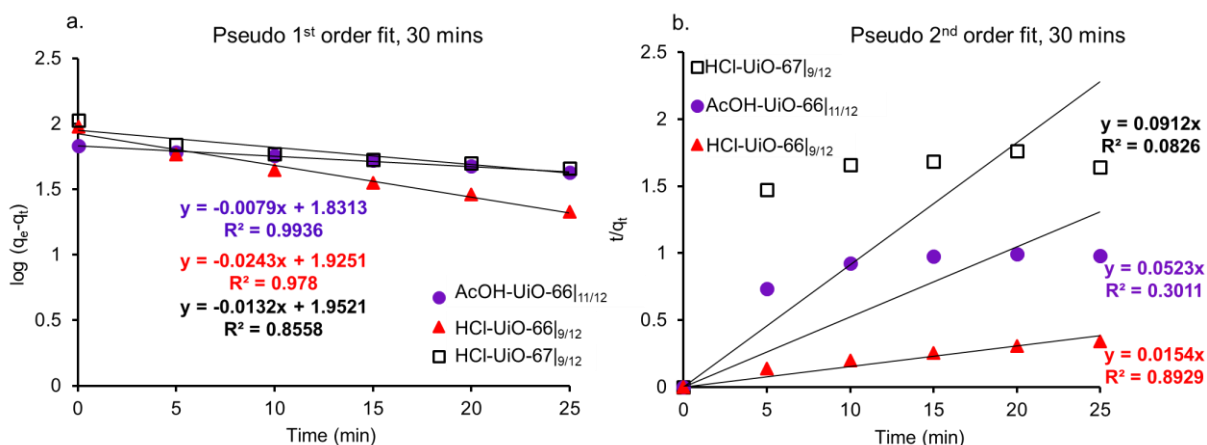 a.
Pseudo 1st order fit, 30 mins
2.5
2
1.5
1
0.5
0
log (qe-qt)
y = -0.0079x + 1.8313
R² = 0.9936
y = -0.0243x + 1.9251
R² = 0.978
y = -0.0132x + 1.9521
R² = 0.8558
AcOH-UiO-66|11/12
HCl-UiO-66|9/12
HCl-UiO-67|9/12
0 5 10 15 20 25
Time (min)
b.
Pseudo 2nd order fit, 30 mins
2.5
2
1.5
1
0.5
0
t/qt
HCl-UiO-67|9/12
AcOH-UiO-66|11/12
HCl-UiO-66|9/12
y = 0.0912x
R² = 0.0826
y = 0.0523x
R² = 0.3011
y = 0.0154x
R² = 0.8929
0 5 10 15 20 25
Time (min)